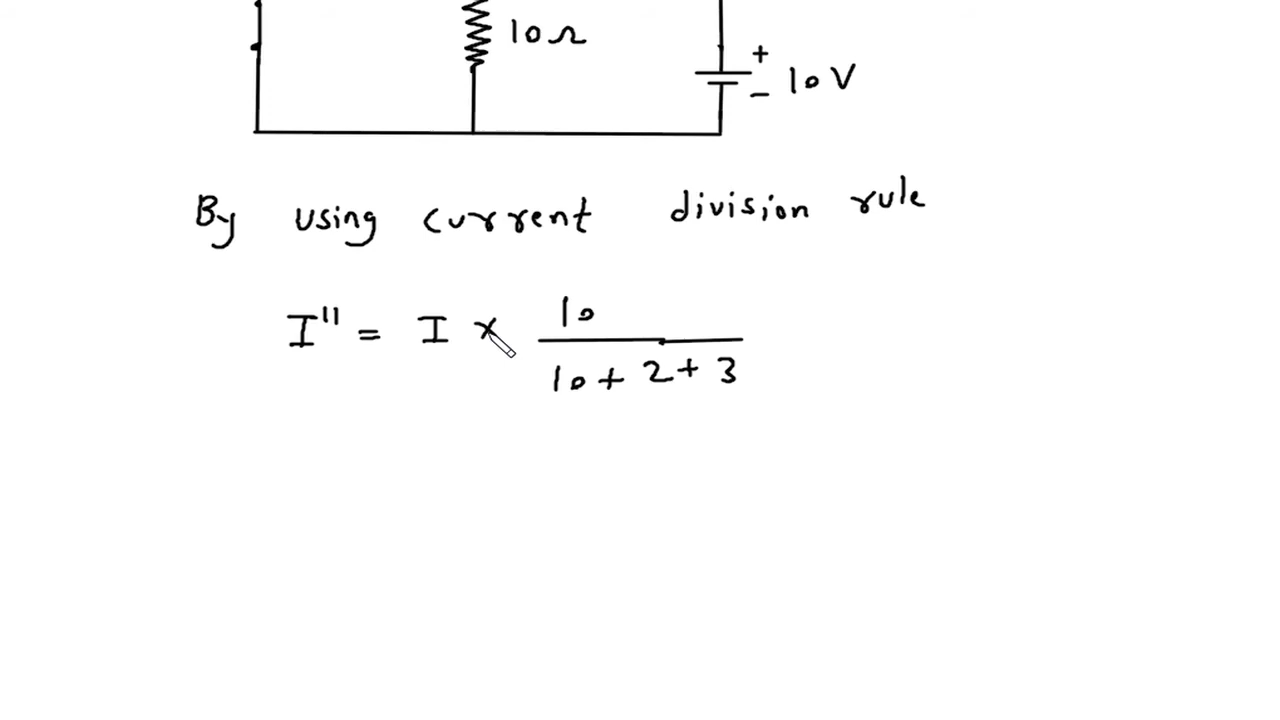 10Ω
+
- 10V
By using current division rule
I" = I × 10 / 10 + 2 + 3